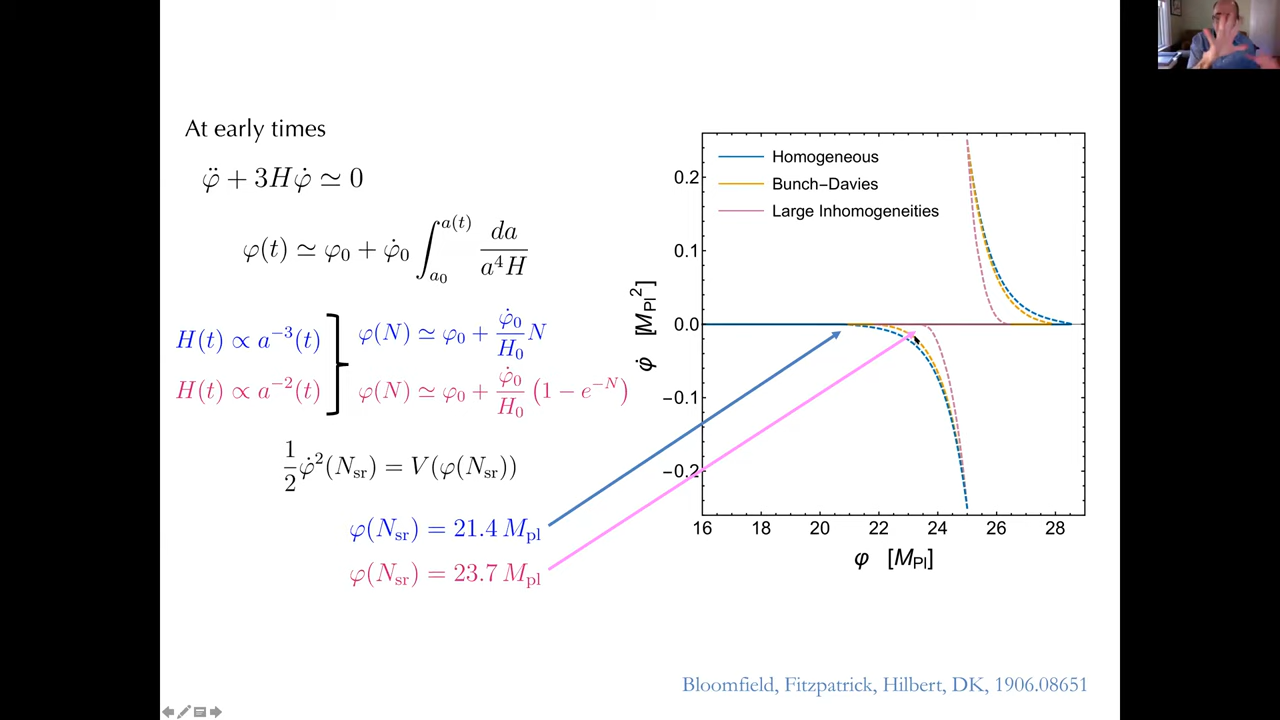 At early times
φ̈ + 3Hφ̇ ≃ 0
φ(t) ≃ φ₀ + φ̇₀ ∫_{a₀}^{a(t)} da / (a⁴H)
H(t) ∝ a⁻³(t) } φ(N) ≃ φ₀ + (φ̇₀/H₀) N
H(t) ∝ a⁻²(t) } φ(N) ≃ φ₀ + (φ̇₀/H₀) (1 − e⁻ᴺ)
½ φ̇²(N_sr) = V(φ(N_sr))
φ(N_sr) = 21.4 M_pl
φ(N_sr) = 23.7 M_pl
Homogeneous
Bunch−Davies
Large Inhomogeneities
0.2
0.1
0.0
−0.1
−0.2
φ̇ [M_Pl²]
16 18 20 22 24 26 28
φ [M_Pl]
Bloomfield, Fitzpatrick, Hilbert, DK, 1906.08651